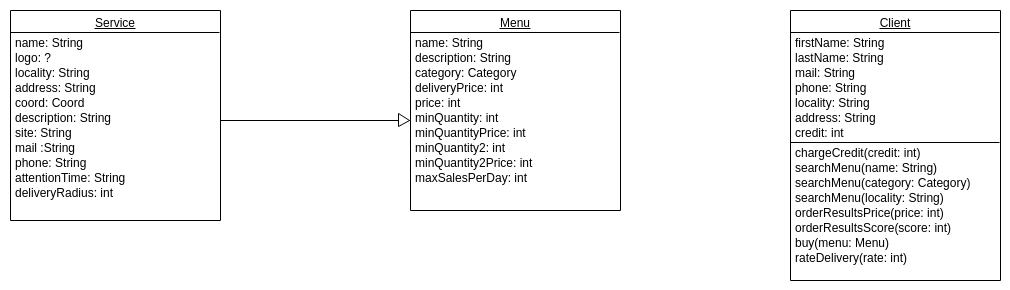 Service
name: String
logo: ?
locality: String
address: String
coord: Coord
description: String
site: String
mail :String
phone: String
attentionTime: String
deliveryRadius: int
Menu
name: String
description: String
category: Category
deliveryPrice: int
price: int
minQuantity: int
minQuantityPrice: int
minQuantity2: int
minQuantity2Price: int
maxSalesPerDay: int
Client
firstName: String
lastName: String
mail: String
phone: String
locality: String
address: String
credit: int
chargeCredit(credit: int)
searchMenu(name: String)
searchMenu(category: Category)
searchMenu(locality: String)
orderResultsPrice(price: int)
orderResultsScore(score: int)
buy(menu: Menu)
rateDelivery(rate: int)